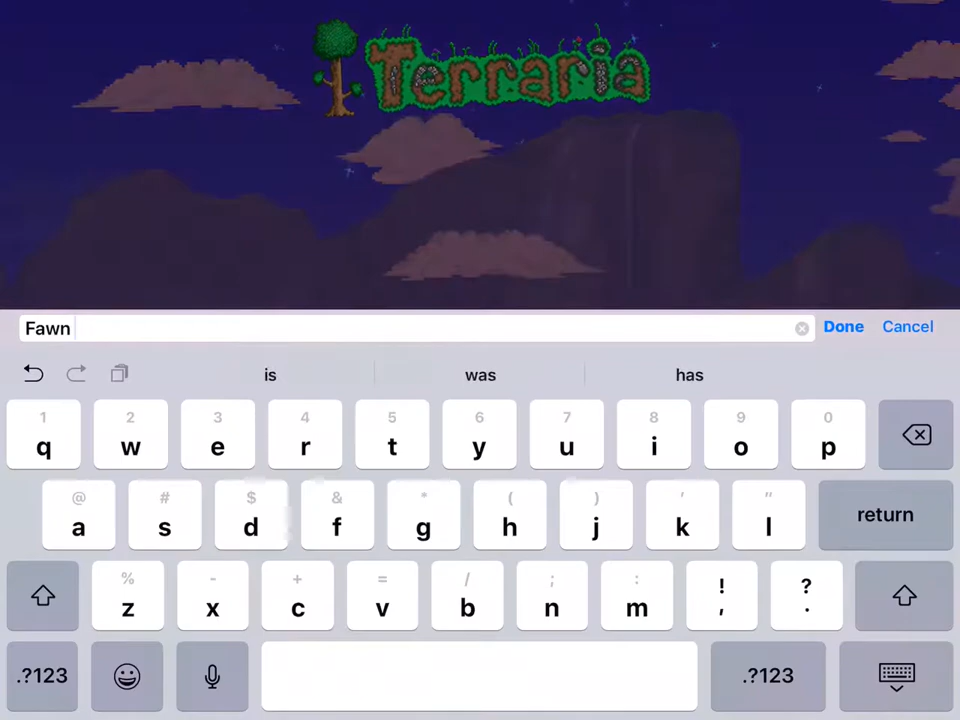 Terraria
Fawn Done Cancel
is was has
1 2 3 4 5 6 7 8 9 0
q w e r t y u i o p
@ # $ & * ( ) ' "
a s d f g h j k l return
% - + = / ; : ! ?
z x c v b n m , .
.?123 .?123